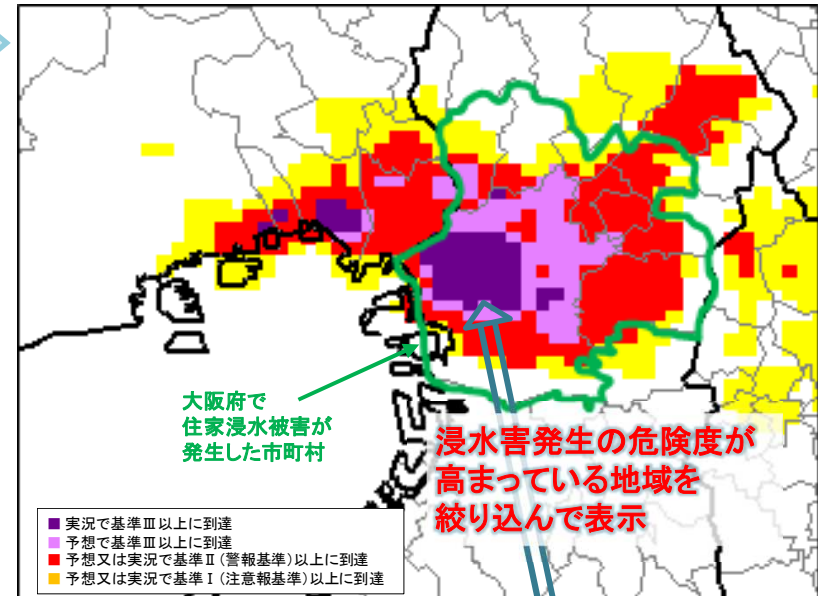 大阪府で
住家浸水被害が
発生した市町村
浸水害発生の危険度が
高まっている地域を
絞り込んで表示
実況で基準Ⅲ以上に到達
予想で基準Ⅲ以上に到達
予想又は実況で基準Ⅱ(警報基準)以上に到達
予想又は実況で基準Ⅰ(注意報基準)以上に到達